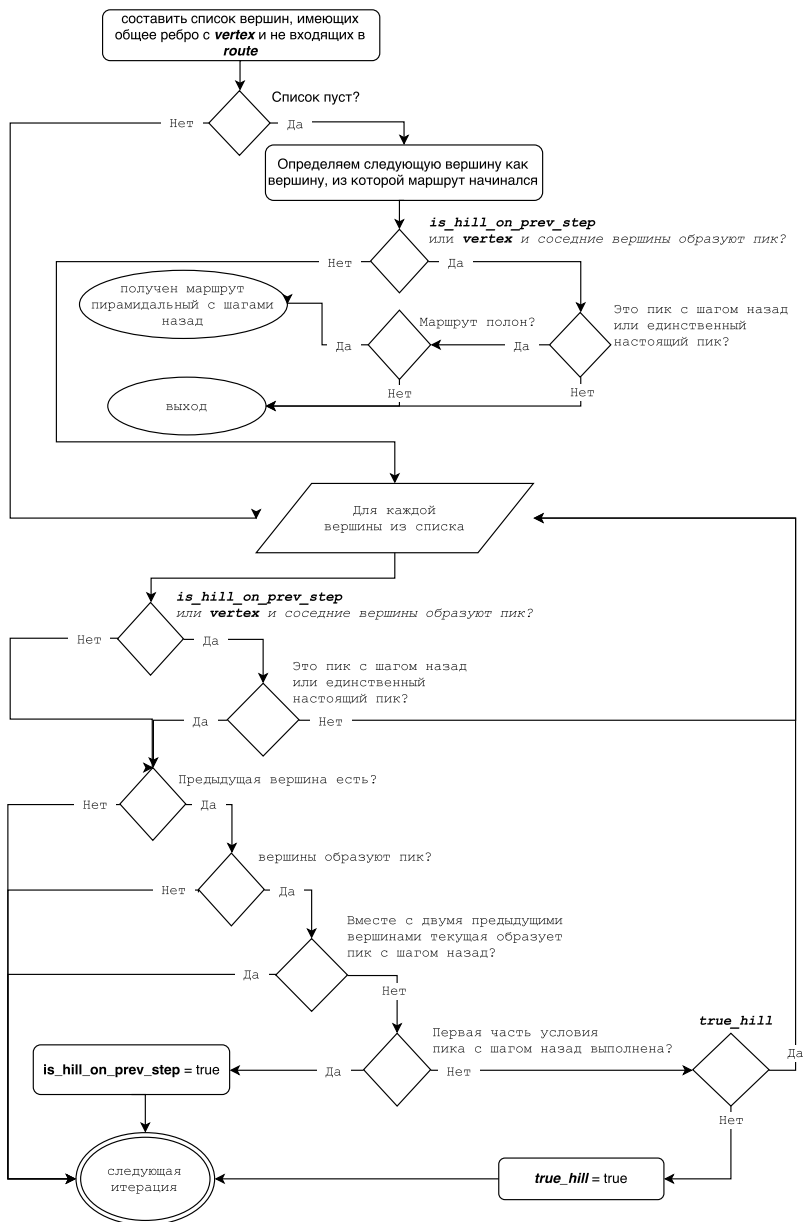 составить список вершин, имеющих
общее ребро с vertex и не входящих в
route
Список пуст?
Нет
Да
Определяем следующую вершину как
вершину, из которой маршрут начинался
is_hill_on_prev_step
или vertex и соседние вершины образуют пик?
Нет
Да
получен маршрут
пирамидальный с шагами
назад
Маршрут полон?
Это пик с шагом назад
или единственный
настоящий пик?
Да
Да
Нет
Нет
выход
Для каждой
вершины из списка
is_hill_on_prev_step
или vertex и соседние вершины образуют пик?
Нет
Да
Это пик с шагом назад
или единственный
настоящий пик?
Да
Нет
Предыдущая вершина есть?
Нет
Да
вершины образуют пик?
Нет
Да
Вместе с двумя предыдущими
вершинами текущая образует
пик с шагом назад?
Да
Нет
Первая часть условия
пика с шагом назад выполнена?
true_hill
Да
is_hill_on_prev_step = true
Да
Нет
Нет
следующая
итерация
true_hill = true